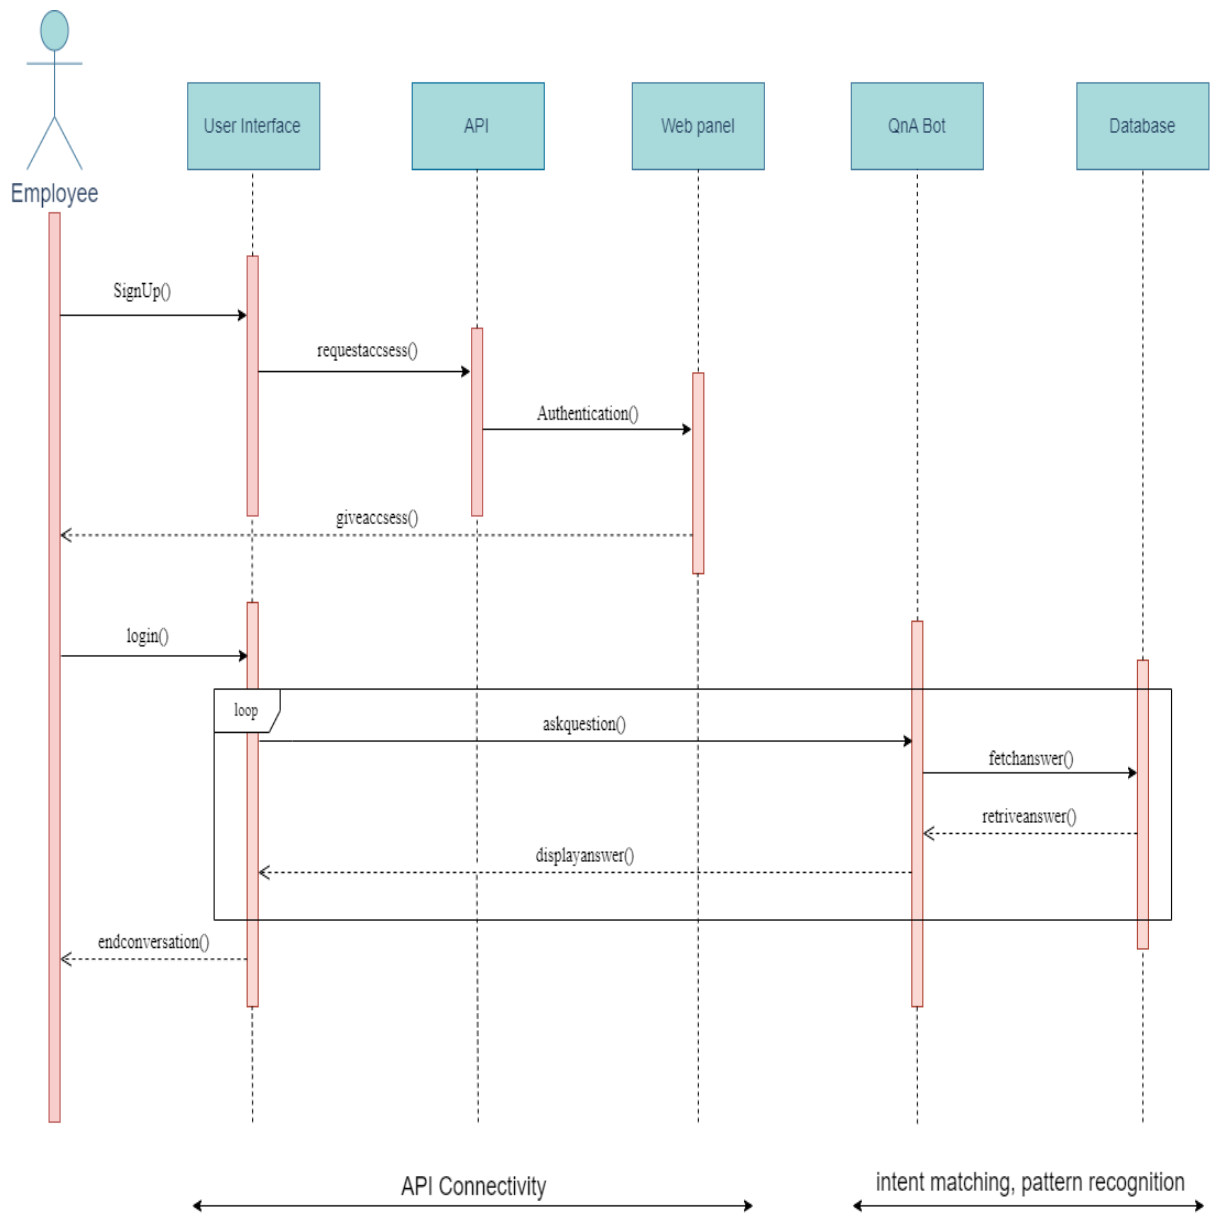 Employee
User Interface
API
Web panel
QnA Bot
Database
SignUp()
requestaccsess()
Authentication()
giveaccsess()
login()
loop
askquestion()
fetchanswer()
retriveanswer()
displayanswer()
endconversation()
API Connectivity
intent matching, pattern recognition